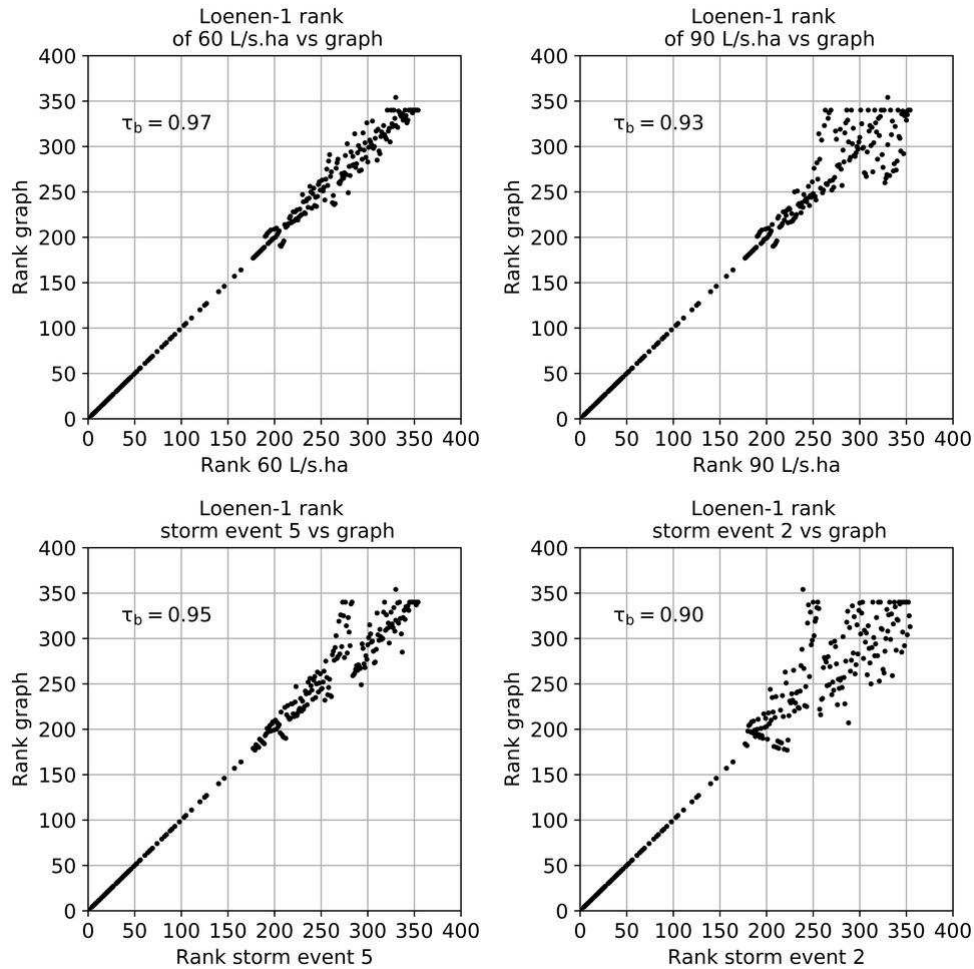 Loenen-1 rank
of 60 L/s.ha vs graph
400
350
300
250
200
150
100
50
0
τb = 0.97
Rank graph
0 50 100 150 200 250 300 350 400
Rank 60 L/s.ha
Loenen-1 rank
of 90 L/s.ha vs graph
400
350
300
250
200
150
100
50
0
τb = 0.93
Rank graph
0 50 100 150 200 250 300 350 400
Rank 90 L/s.ha
Loenen-1 rank
storm event 5 vs graph
400
350
300
250
200
150
100
50
0
τb = 0.95
Rank graph
0 50 100 150 200 250 300 350 400
Rank storm event 5
Loenen-1 rank
storm event 2 vs graph
400
350
300
250
200
150
100
50
0
τb = 0.90
Rank graph
0 50 100 150 200 250 300 350 400
Rank storm event 2